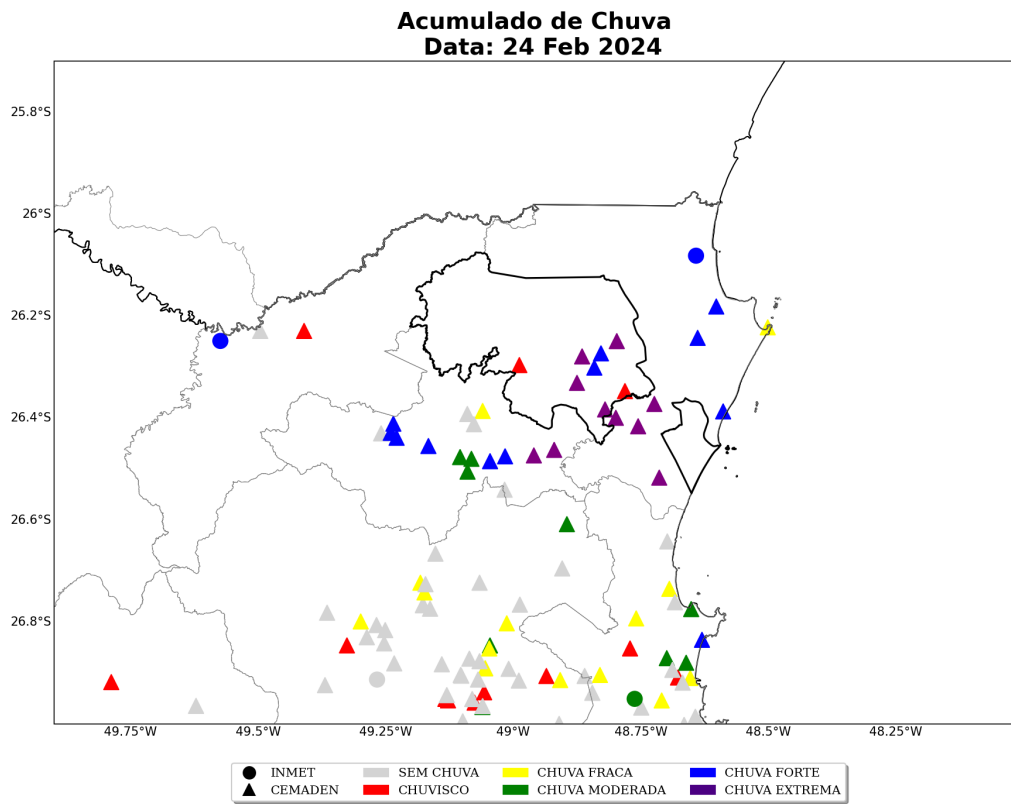 Acumulado de Chuva
Data: 24 Feb 2024
25.8°S
26°S
26.2°S
26.4°S
26.6°S
26.8°S
49.75°W 49.5°W 49.25°W 49°W 48.75°W 48.5°W 48.25°W
INMET SEM CHUVA CHUVA FRACA CHUVA FORTE
CEMADEN CHUVISCO CHUVA MODERADA CHUVA EXTREMA